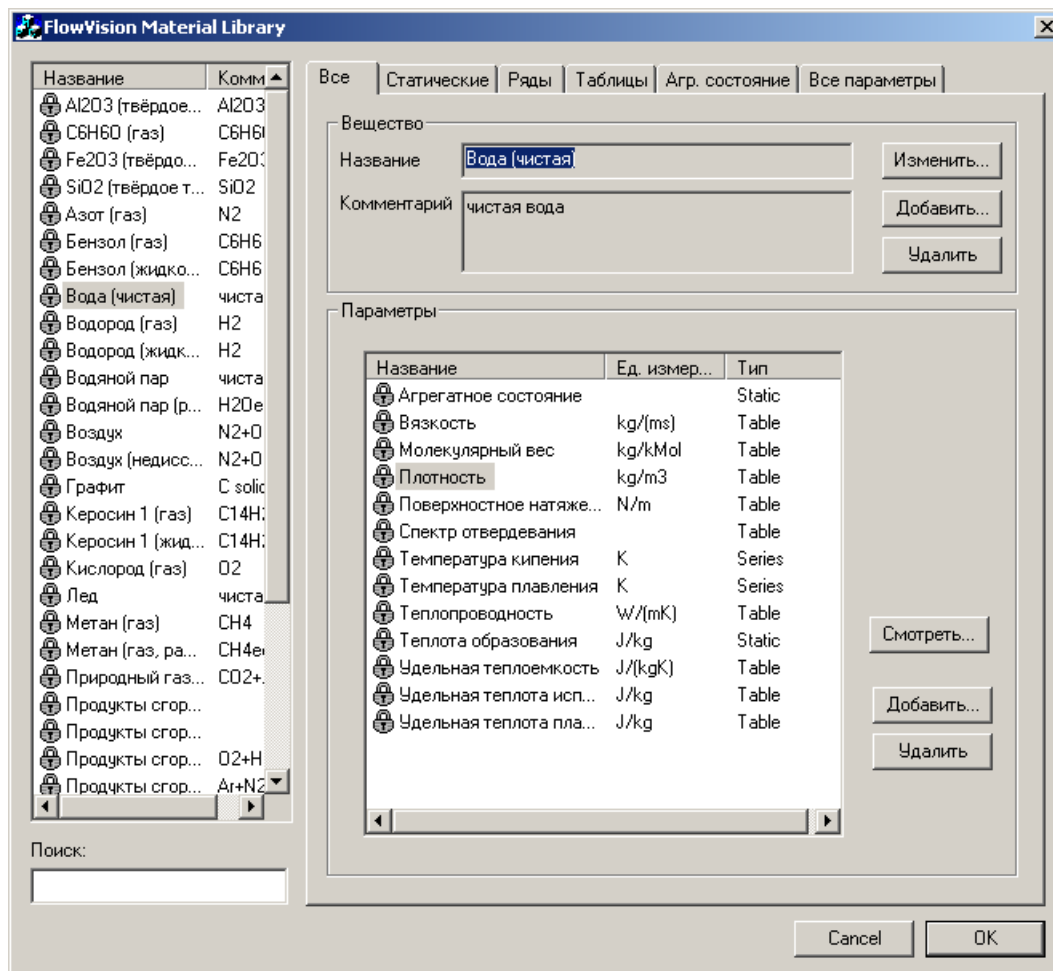 FlowVision Material Library
Название Комм
Al2O3 (твёрдое... Al2O3
C6H6O (газ) C6H6
Fe2O3 (твёрдо... Fe2O3
SiO2 (твёрдое т... SiO2
Азот (газ) N2
Бензол (газ) C6H6
Бензол (жидко... C6H6
Вода (чистая) чиста
Водород (газ) H2
Водород (жидк... H2
Водяной пар чиста
Водяной пар (р... H2Oe
Воздух N2+O
Воздух (недисс... N2+O
Графит C solid
Керосин 1 (газ) C14H
Керосин 1 (жид... C14H
Кислород (газ) O2
Лед чиста
Метан (газ) CH4
Метан (газ, ра... CH4e
Природный газ... CO2+
Продукты сгор...
Продукты сгор...
Продукты сгор... O2+H
Продукты сгор... Ar+N2
Поиск:
Все Статические Ряды Таблицы Агр. состояние Все параметры
Вещество
Название Вода (чистая) Изменить...
Комментарий чистая вода Добавить...
Удалить
Параметры
Название Ед. измер... Тип
Агрегатное состояние Static
Вязкость kg/(ms) Table
Молекулярный вес kg/kMol Table
Плотность kg/m3 Table
Поверхностное натяже... N/m Table
Спектр отвердевания Table
Температура кипения K Series
Температура плавления K Series
Теплопроводность W/(mK) Table
Теплота образования J/kg Static
Удельная теплоемкость J/(kgK) Table
Удельная теплота исп... J/kg Table
Удельная теплота пла... J/kg Table
Смотреть...
Добавить...
Удалить
Cancel OK